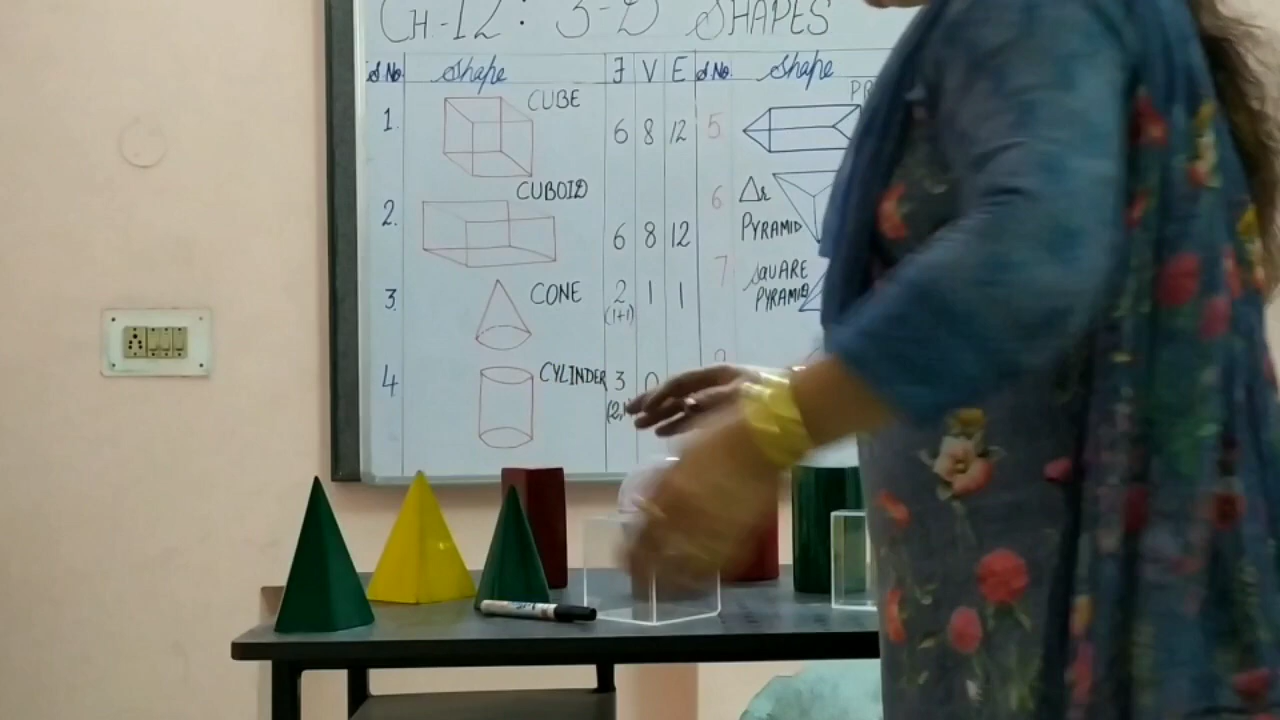 CH-12: 3-D SHAPES
S.No. Shape F V E S.No. Shape
1. CUBE 6 8 12 5
2. CUBOID 6 8 12 6 Δr PYRAMID
3. CONE 2 (1+1) 1 1 7 SQUARE PYRAMID
4 CYLINDER 3 0